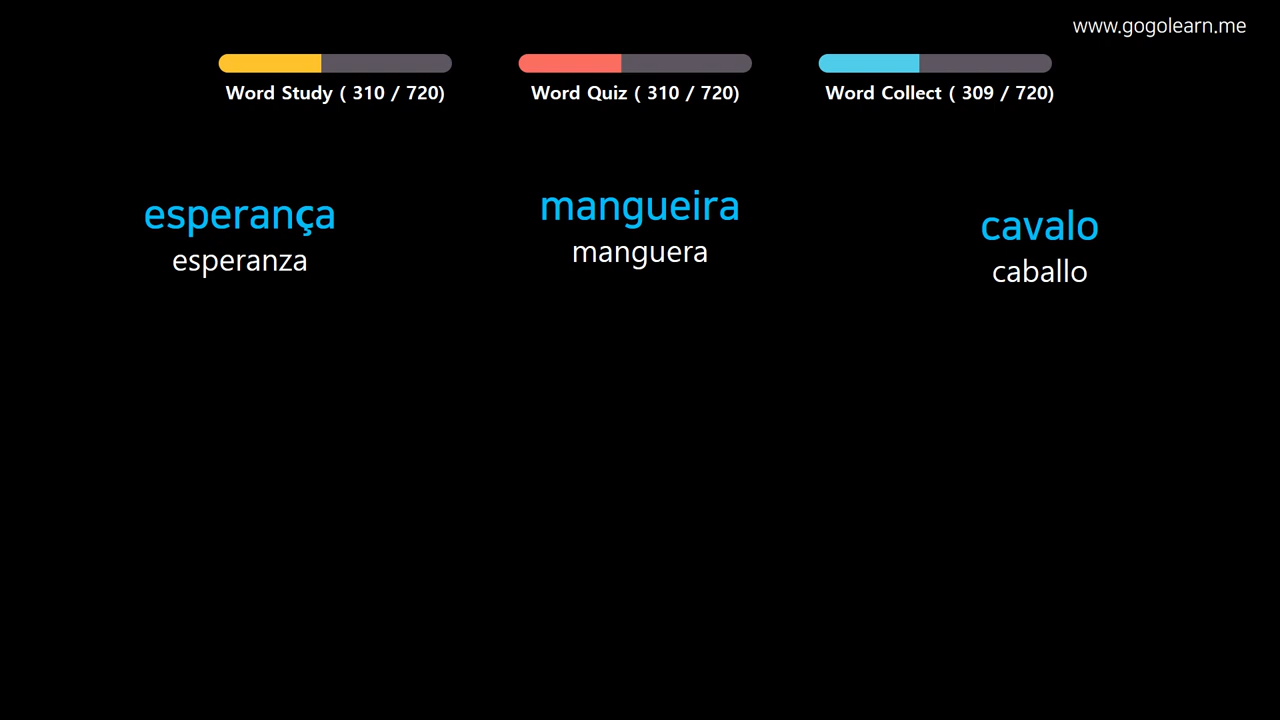 www.gogolearn.me
Word Study ( 310 / 720)
Word Quiz ( 310 / 720)
Word Collect ( 309 / 720)
esperança
esperanza
mangueira
manguera
cavalo
caballo